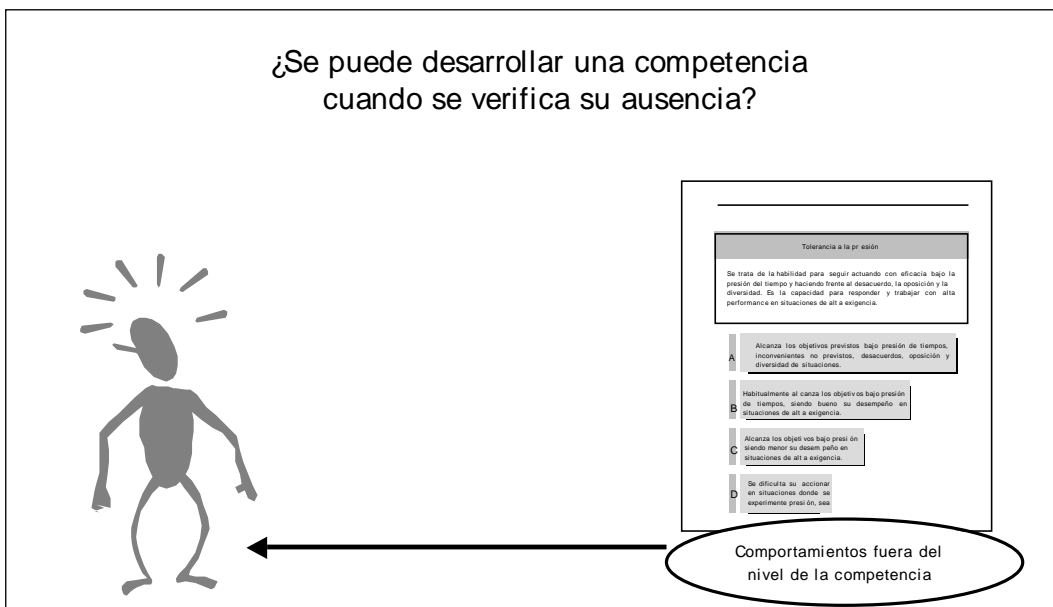 ¿Se puede desarrollar una competencia
cuando se verifica su ausencia?
Tolerancia a la pr esión
Se trata de la habilidad para seguir actuando con eficacia bajo la
presión del tiempo y haciendo frente al desacuerdo, la oposición y la
diversidad. Es la capacidad para responder y trabajar con alta
performance en situaciones de alt a exigencia.
A
Alcanza los objetivos previstos bajo presión de tiempos,
inconvenientes no previstos, desacuerdos, oposición y
diversidad de situaciones.
B
Habitualmente al canza los objetivos bajo presión
de tiempos, siendo bueno su desempeño en
situaciones de alt a exigencia.
C
Alcanza los objeti vos bajo presi ón
siendo menor su desem peño en
situaciones de alt a exigencia.
D
Se dificulta su accionar
en situaciones donde se
experimente presi ón, sea
Comportamientos fuera del
nivel de la competencia